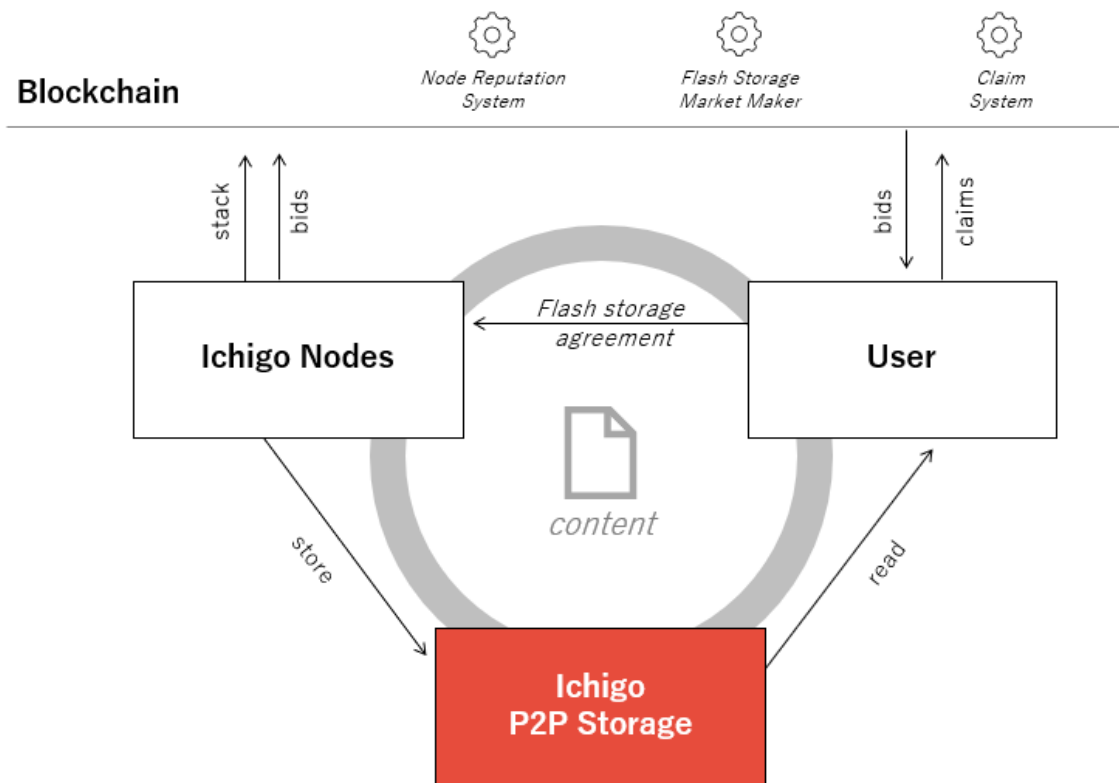 Blockchain
Node Reputation
System
Flash Storage
Market Maker
Claim
System
stack
bids
bids
claims
Ichigo Nodes
Flash storage
agreement
User
content
store
read
Ichigo
P2P Storage